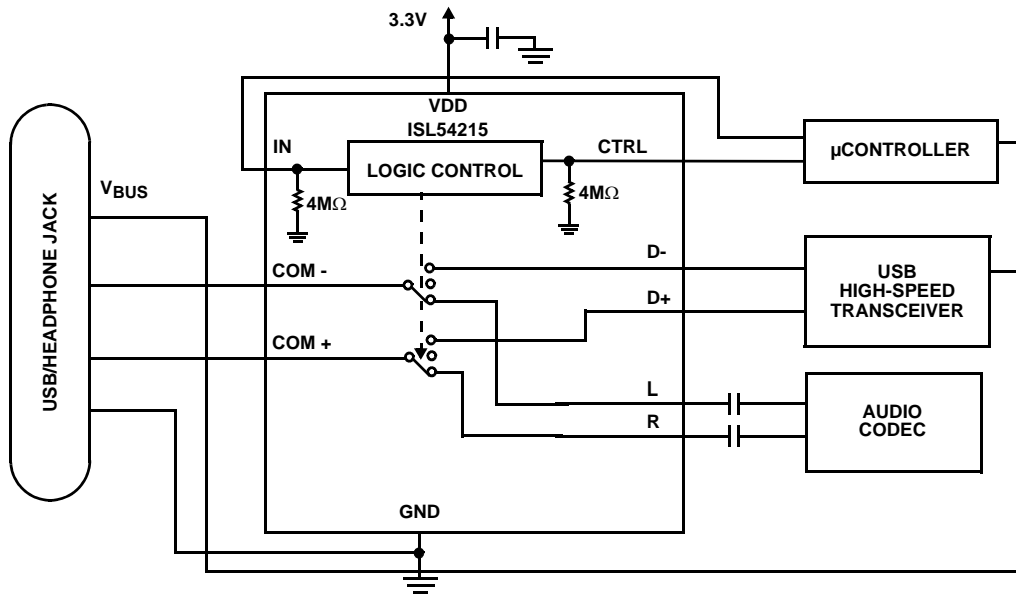 3.3V
VDD
ISL54215
IN
LOGIC CONTROL
CTRL
µCONTROLLER
4MΩ
4MΩ
VBUS
USB/HEADPHONE JACK
COM -
D-
USB
HIGH-SPEED
TRANSCEIVER
D+
COM +
L
R
AUDIO
CODEC
GND